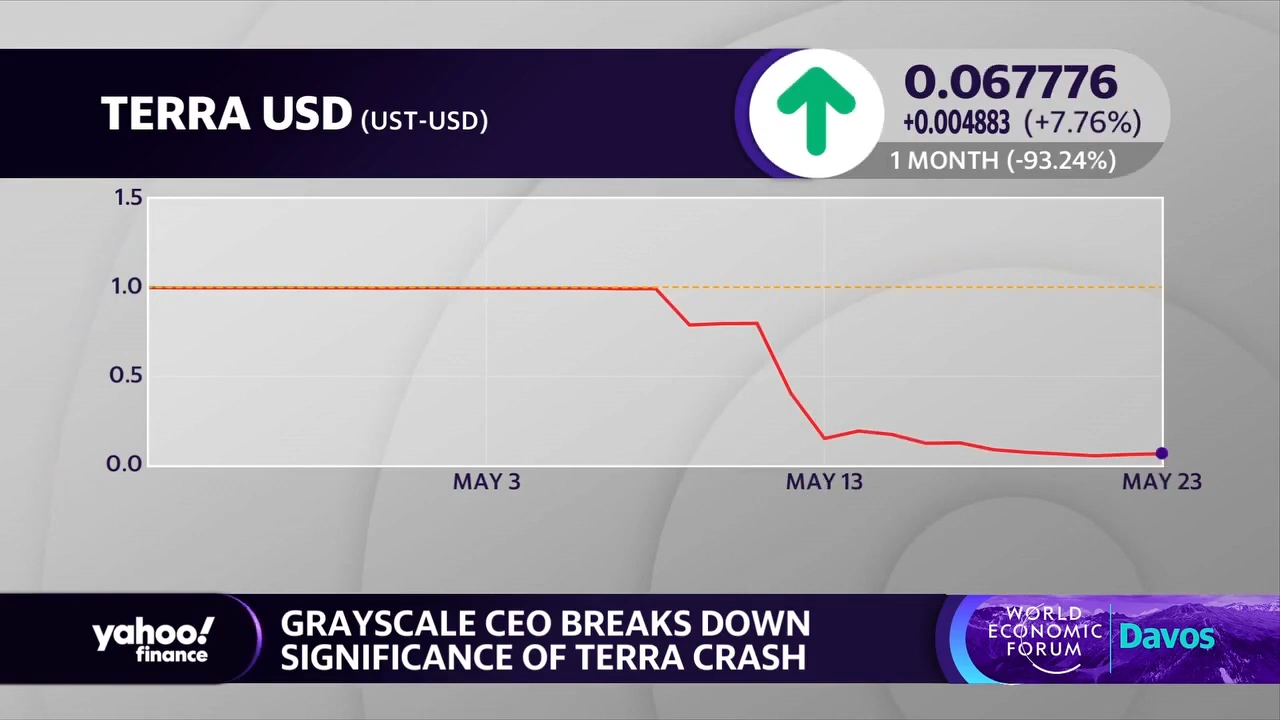 TERRA USD (UST-USD)
0.067776
+0.004883 (+7.76%)
1 MONTH (-93.24%)
1.5
1.0
0.5
0.0
MAY 3
MAY 13
MAY 23
yahoo!
finance
GRAYSCALE CEO BREAKS DOWN
SIGNIFICANCE OF TERRA CRASH
WORLD
ECONOMIC
FORUM
Davos